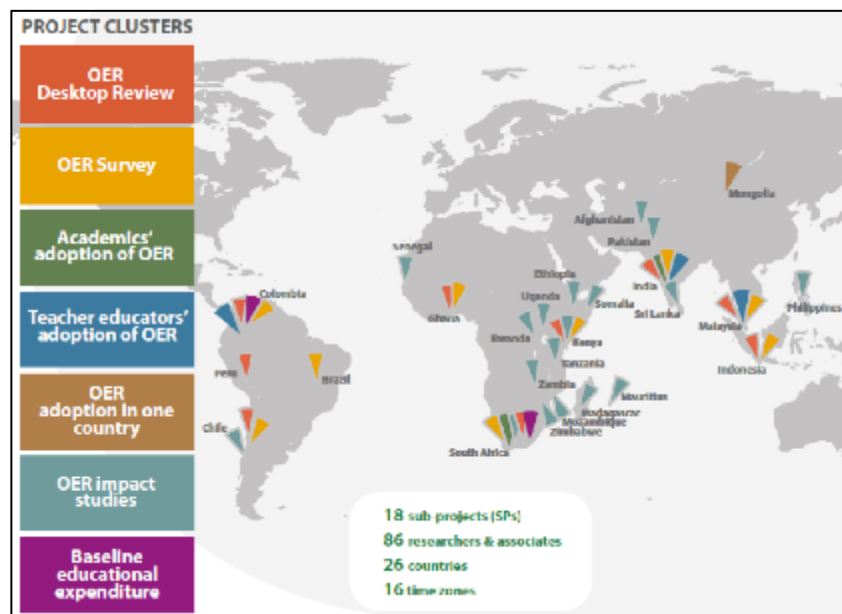 PROJECT CLUSTERS
OER
Desktop Review
OER Survey
Academics'
adoption of OER
Teacher educators'
adoption of OER
OER
adoption in one
country
OER impact
studies
Baseline
educational
expenditure
Mongolia
Afghanistan
Pakistan
Senegal
Ethiopia
India
Colombia
Uganda
Somalia
Sri Lanka
Philippines
Ghana
Malaysia
Rwanda
Kenya
Peru
Tanzania
Indonesia
Brazil
Zambia
Mauritius
Madagascar
Chile
Mozambique
Zimbabwe
South Africa
18 sub-projects (SPs)
86 researchers & associates
26 countries
16 time zones